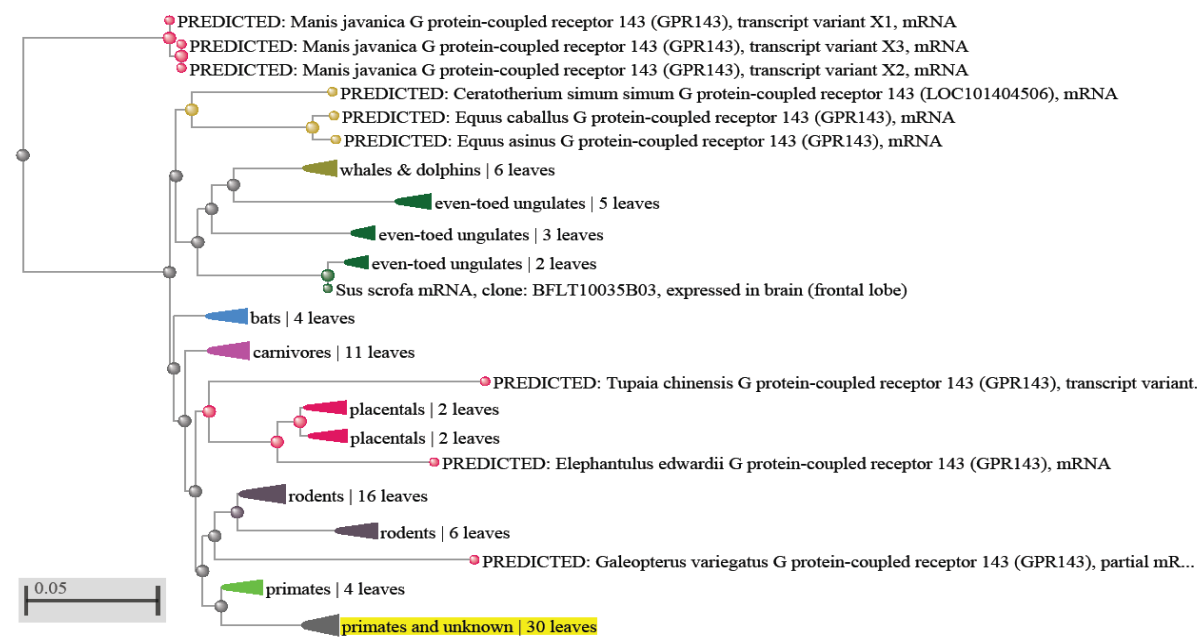 PREDICTED: Manis javanica G protein-coupled receptor 143 (GPR143), transcript variant X1, mRNA
PREDICTED: Manis javanica G protein-coupled receptor 143 (GPR143), transcript variant X3, mRNA
PREDICTED: Manis javanica G protein-coupled receptor 143 (GPR143), transcript variant X2, mRNA
PREDICTED: Ceratotherium simum simum G protein-coupled receptor 143 (LOC101404506), mRNA
PREDICTED: Equus caballus G protein-coupled receptor 143 (GPR143), mRNA
PREDICTED: Equus asinus G protein-coupled receptor 143 (GPR143), mRNA
whales & dolphins | 6 leaves
even-toed ungulates | 5 leaves
even-toed ungulates | 3 leaves
even-toed ungulates | 2 leaves
Sus scrofa mRNA, clone: BFLT10035B03, expressed in brain (frontal lobe)
bats | 4 leaves
carnivores | 11 leaves
PREDICTED: Tupaia chinensis G protein-coupled receptor 143 (GPR143), transcript variant.
placentals | 2 leaves
placentals | 2 leaves
PREDICTED: Elephantulus edwardii G protein-coupled receptor 143 (GPR143), mRNA
rodents | 16 leaves
rodents | 6 leaves
PREDICTED: Galeopterus variegatus G protein-coupled receptor 143 (GPR143), partial mR...
0.05
primates | 4 leaves
primates and unknown | 30 leaves